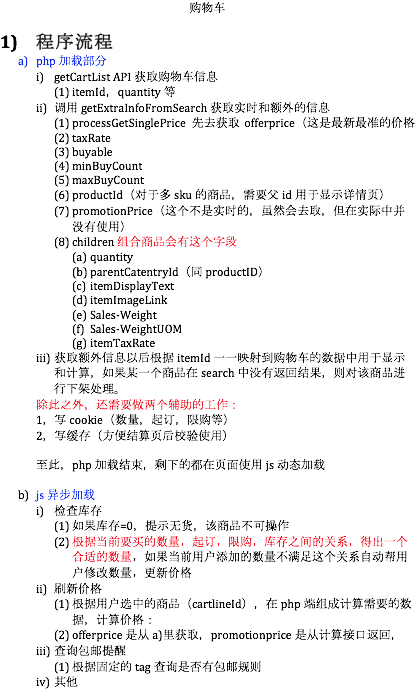 购物车
1) 程序流程
a) php 加载部分
i) getCartList API 获取购物车信息
(1) itemId，quantity 等
ii) 调用 getExtraInfoFromSearch 获取实时和额外的信息
(1) processGetSinglePrice 先去获取 offerprice（这是最新最准的价格
(2) taxRate
(3) buyable
(4) minBuyCount
(5) maxBuyCount
(6) productId（对于多 sku 的商品，需要父 id 用于显示详情页）
(7) promotionPrice（这个不是实时的，虽然会去取，但在实际中并
没有使用）
(8) children 组合商品会有这个字段
(a) quantity
(b) parentCatentryId（同 productID）
(c) itemDisplayText
(d) itemImageLink
(e) Sales-Weight
(f) Sales-WeightUOM
(g) itemTaxRate
iii) 获取额外信息以后根据 itemId 一一映射到购物车的数据中用于显示
和计算，如果某一个商品在 search 中没有返回结果，则对该商品进
行下架处理。
除此之外，还需要做两个辅助的工作：
1，写 cookie（数量，起订，限购等）
2，写缓存（方便结算页后校验使用）
至此，php 加载结束，剩下的都在页面使用 js 动态加载
b) js 异步加载
i) 检查库存
(1) 如果库存=0，提示无货，该商品不可操作
(2) 根据当前要买的数量，起订，限购，库存之间的关系，得出一个
合适的数量，如果当前用户添加的数量不满足这个关系自动帮用
户修改数量，更新价格
ii) 刷新价格
(1) 根据用户选中的商品（cartlineId），在 php 端组成计算需要的数
据，计算价格：
(2) offerprice 是从 a)里获取，promotionprice 是从计算接口返回，
iii) 查询包邮提醒
(1) 根据固定的 tag 查询是否有包邮规则
iv) 其他